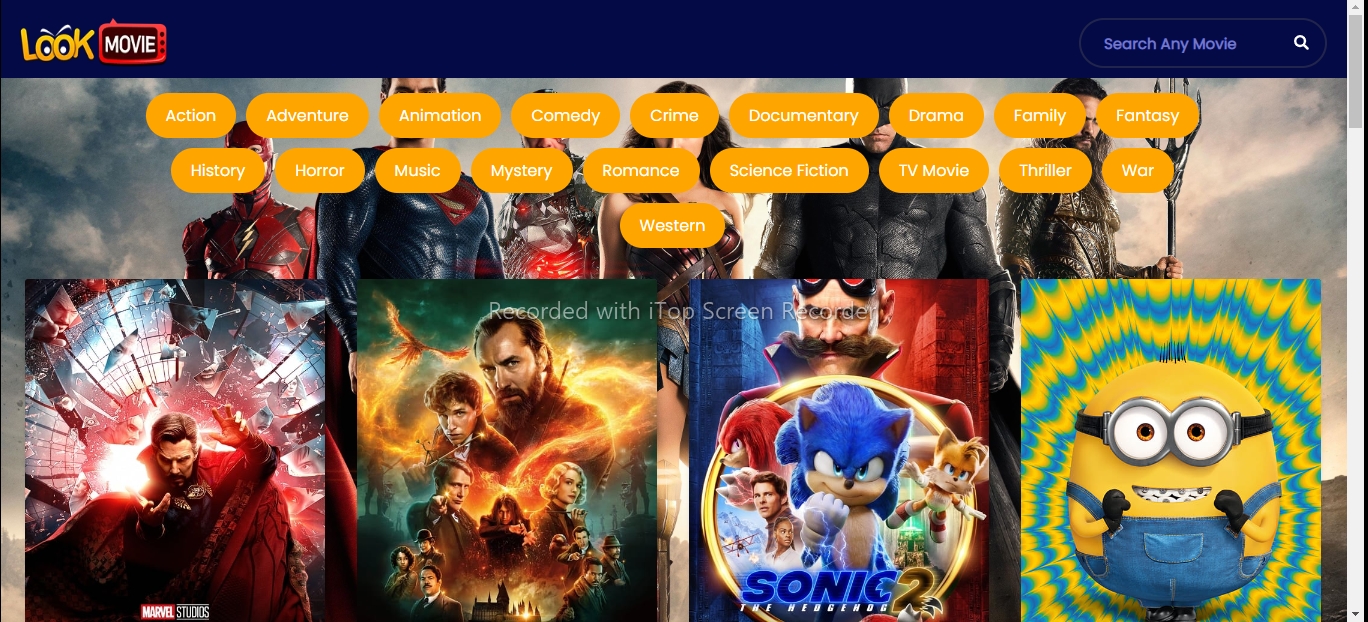 LOOK MOVIE
Search Any Movie
Action Adventure Animation Comedy Crime Documentary Drama Family Fantasy
History Horror Music Mystery Romance Science Fiction TV Movie Thriller War
Western
Recorded with iTop Screen Recorder
MARVEL STUDIOS
SONIC 2
THE HEDGEHOG